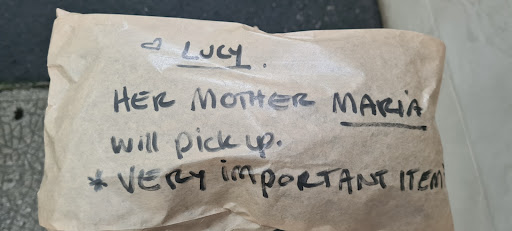 ♡ LUCY.
HER MOTHER MARIA
will pick up.
* VERY IMPORTANT ITEM!